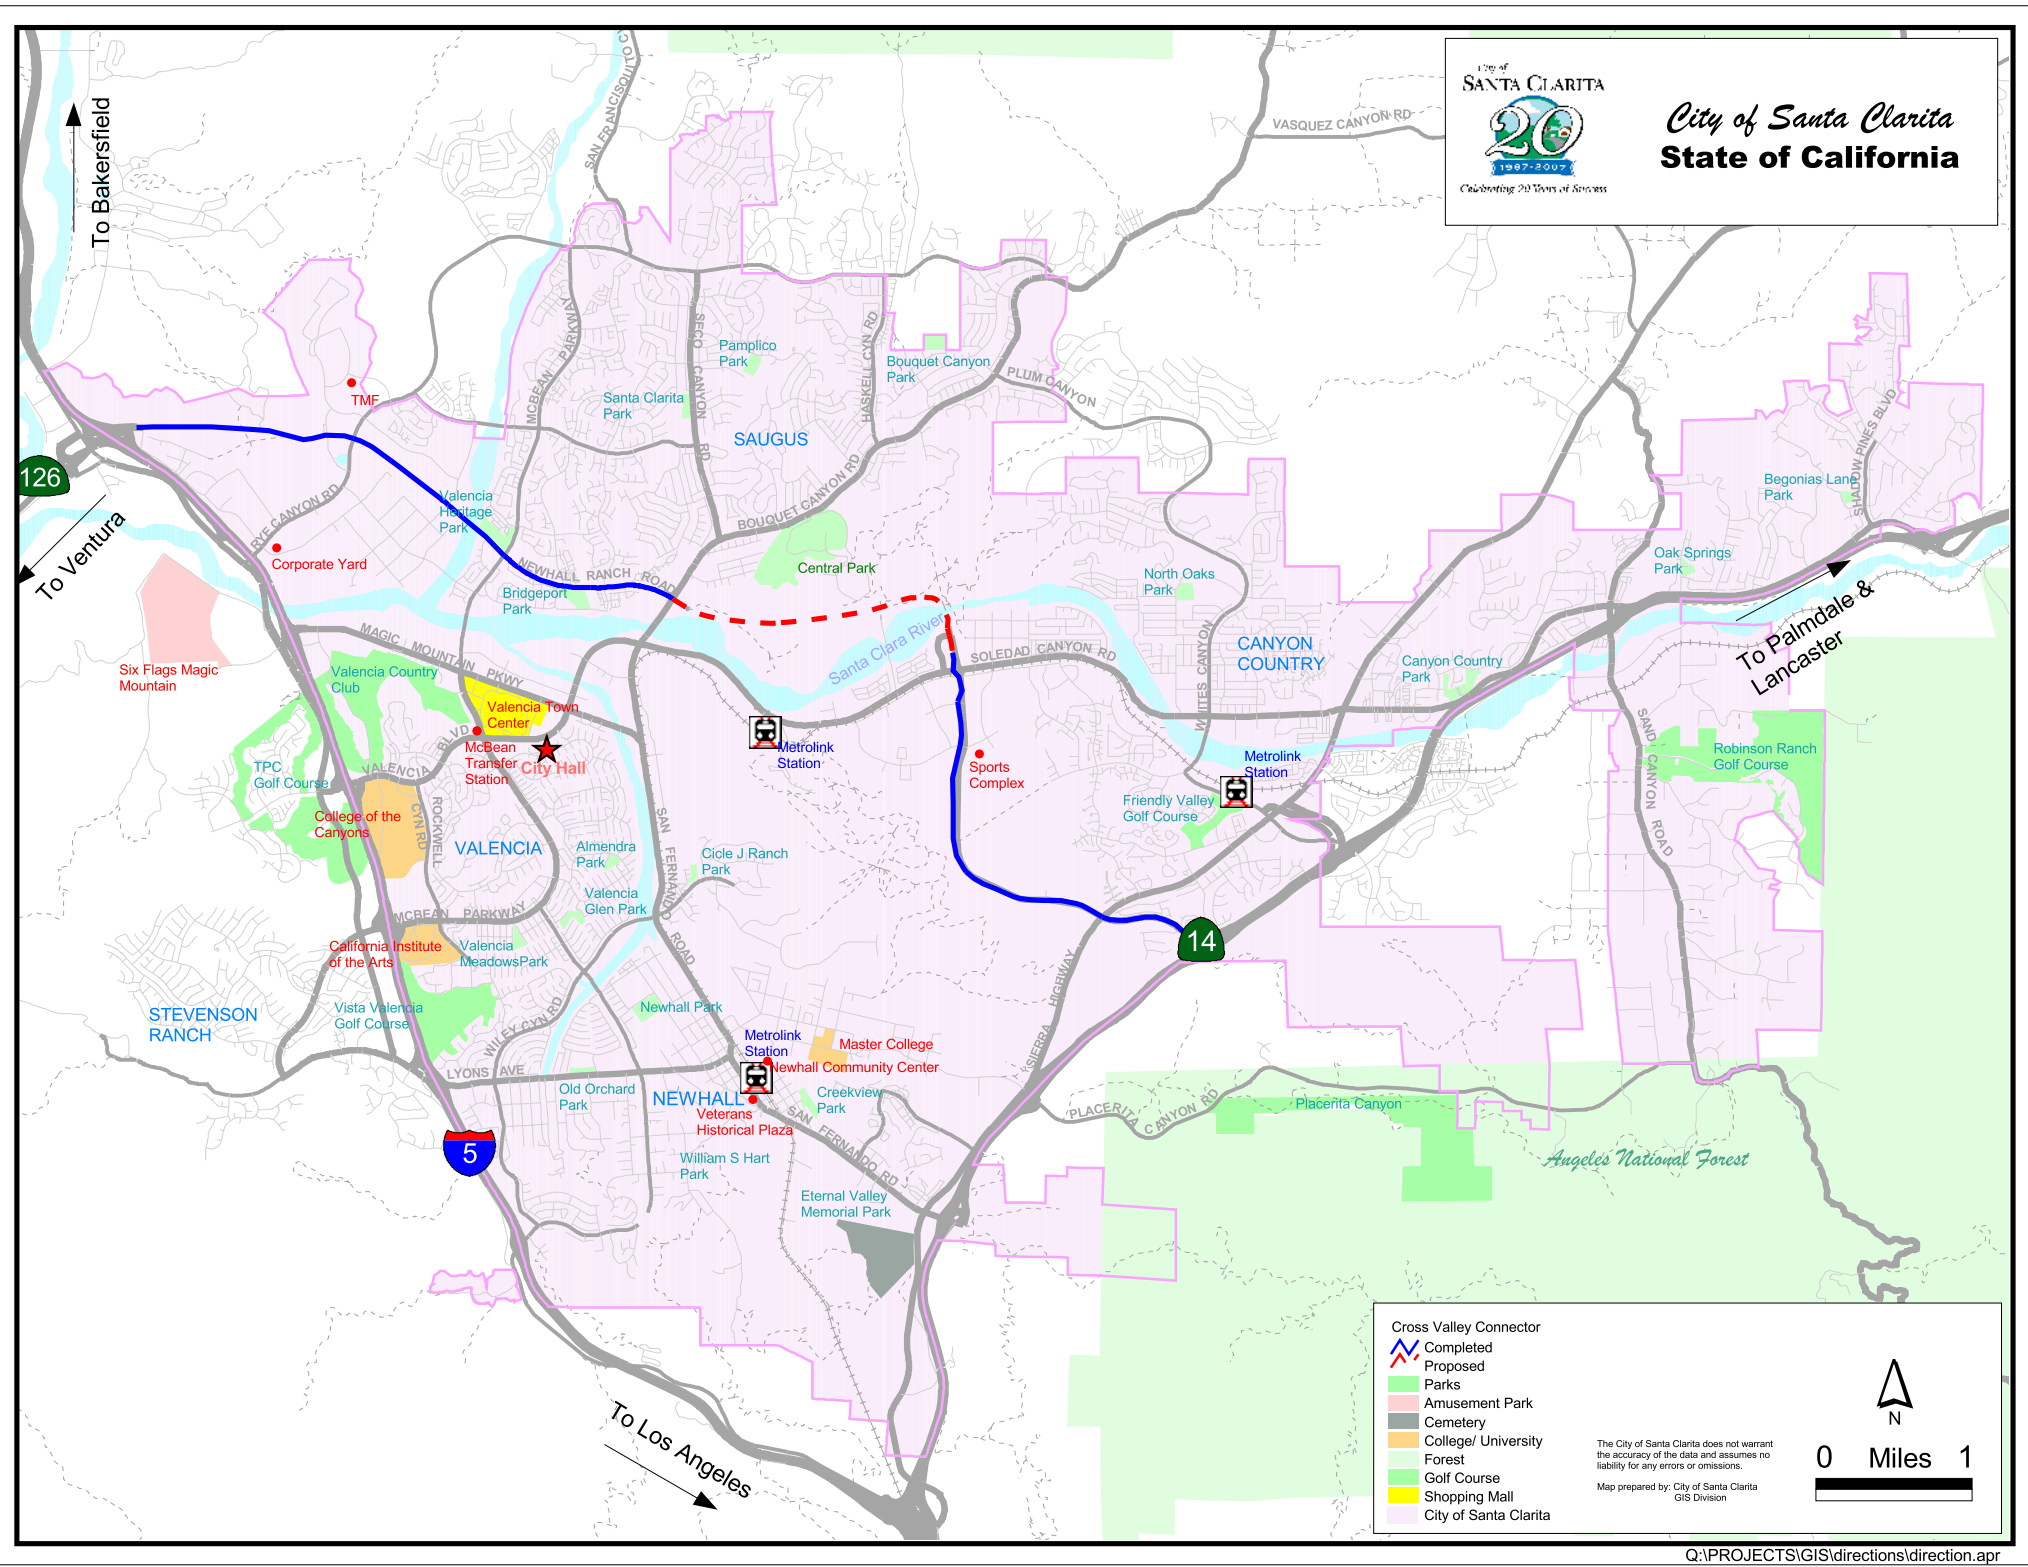 City of
SANTA CLARITA
20
1987-2007
Celebrating 20 Years of Success
City of Santa Clarita
State of California
To Bakersfield
SAN FRANCISQUITO C
VASQUEZ CANYON RD
MCBEAN PARKWAY
SECO CANYON RD
HASKELL CYN RD
Pamplico
Park
Bouquet Canyon
Park
PLUM CANYON
Santa Clarita
Park
TMF
SAUGUS
126
To Ventura
RYE CANYON RD
Valencia
Heritage
Park
BOUQUET CANYON RD
Begonias Lane
Park
SHADOW PINES BLVD
Corporate Yard
NEWHALL RANCH ROAD
Bridgeport
Park
Central Park
North Oaks
Park
Oak Springs
Park
To Palmdale &
Lancaster
Six Flags Magic
Mountain
MAGIC MOUNTAIN PKWY
Valencia Country
Club
Santa Clara River
SOLEDAD CANYON RD
WHITES CANYON
CANYON
COUNTRY
Canyon Country
Park
Valencia Town
Center
McBean
Transfer
Station
City Hall
VALENCIA BLVD
Metrolink
Station
Sports
Complex
Metrolink
Station
Friendly Valley
Golf Course
Robinson Ranch
Golf Course
SAND CANYON ROAD
TPC
Golf Course
College of the
Canyons
ROCKWELL
CYN RD
VALENCIA
Almendra
Park
Cicle J Ranch
Park
SAN FERNANDO ROAD
Valencia
Glen Park
MCBEAN PARKWAY
California Institute
of the Arts
Valencia
MeadowsPark
14
SIERRA HIGHWAY
STEVENSON
RANCH
Vista Valencia
Golf Course
WILEY CYN RD
Newhall Park
Metrolink
Station
Master College
Newhall Community Center
LYONS AVE
Old Orchard
Park
NEWHALL
Creekview
Park
Veterans
Historical Plaza
SAN FERNANDO RD
PLACERITA CANYON RD
Placerita Canyon
Angeles National Forest
5
William S Hart
Park
Eternal Valley
Memorial Park
To Los Angeles
Cross Valley Connector
Completed
Proposed
Parks
Amusement Park
Cemetery
College/ University
Forest
Golf Course
Shopping Mall
City of Santa Clarita
The City of Santa Clarita does not warrant
the accuracy of the data and assumes no
liability for any errors or omissions.
Map prepared by: City of Santa Clarita
GIS Division
N
0 Miles 1
Q:\PROJECTS\GIS\directions\direction.apr